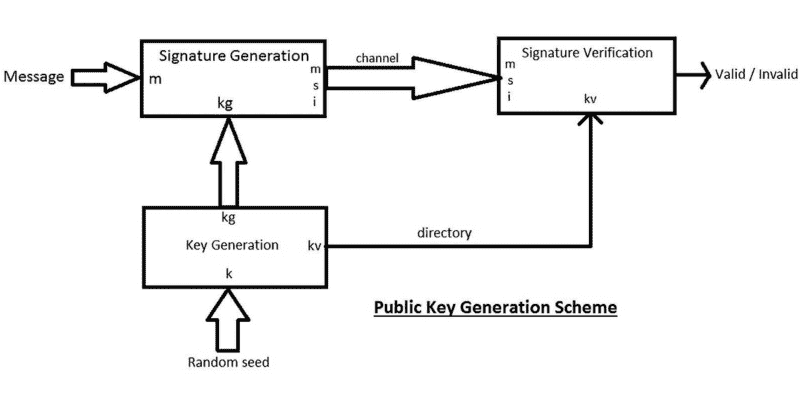 Signature Generation
channel
Signature Verification
Message
m
m
s
i
m
s
i
Valid / Invalid
kg
kv
kg
Key Generation
kv
directory
k
Public Key Generation Scheme
Random seed